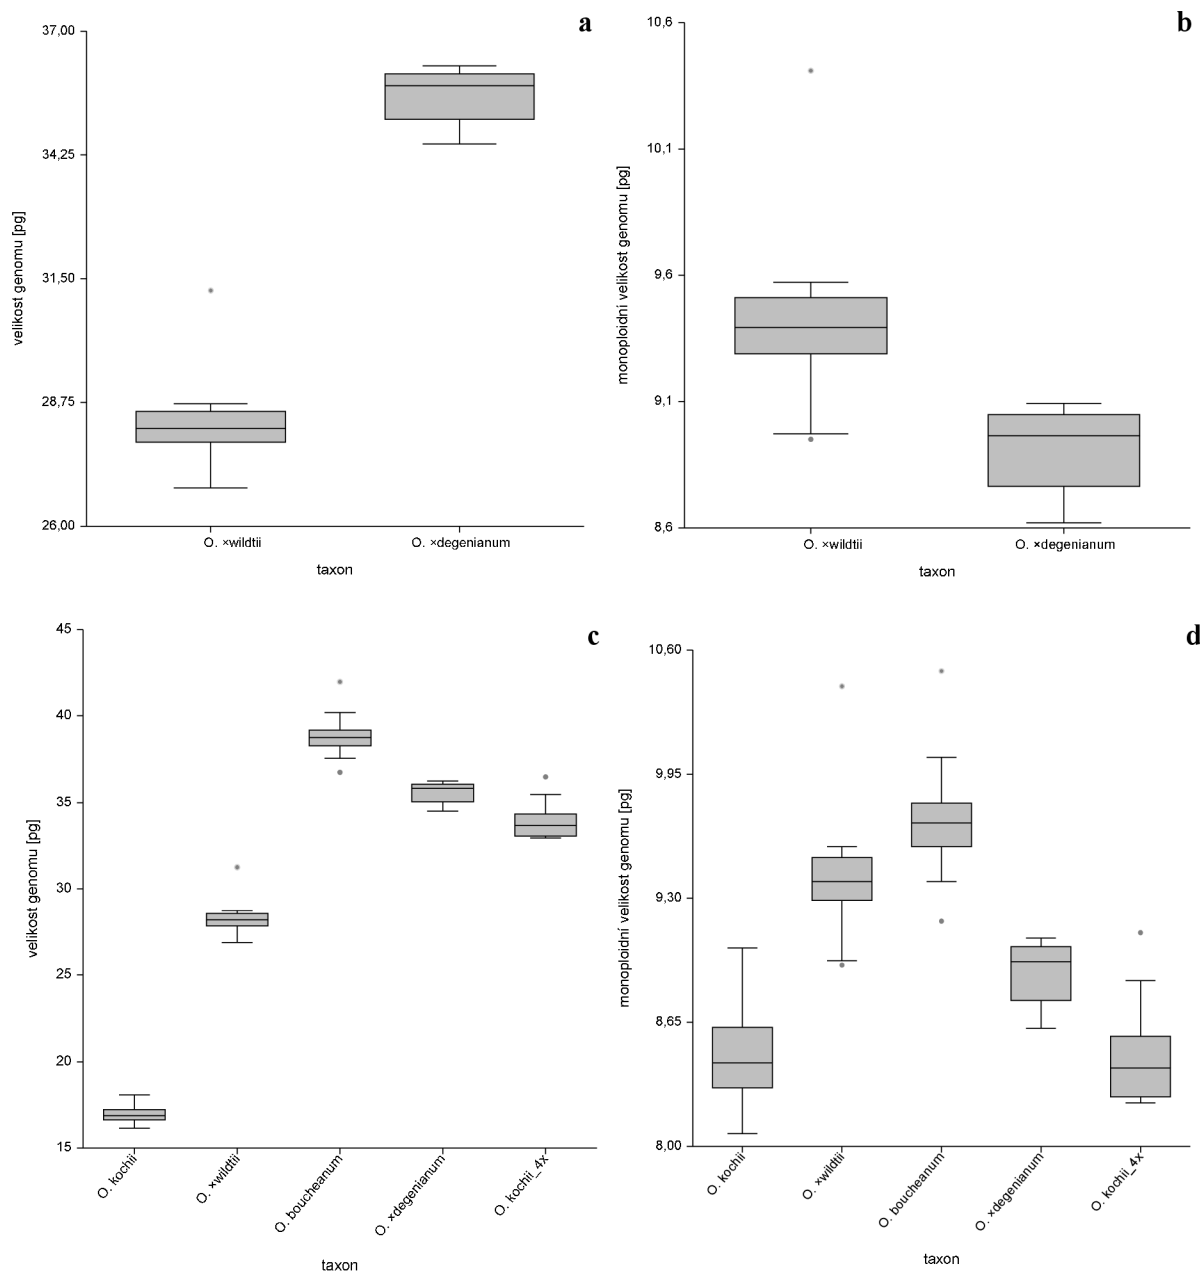 a
37,00
34,25
31,50
28,75
26,00
velikost genomu [pg]
O. ×wildtii
O. ×degenianum
taxon
b
10,6
10,1
9,6
9,1
8,6
monoploidní velikost genomu [pg]
O. ×wildtii
O. ×degenianum
taxon
c
45
40
35
30
25
20
15
velikost genomu [pg]
O. kochii
O. ×wildtii
O. boucheanum
O. ×degenianum
O. kochii_4x
taxon
d
10,60
9,95
9,30
8,65
8,00
monoploidní velikost genomu [pg]
O. kochii
O. ×wildtii
O. boucheanum
O. ×degenianum
O. kochii_4x
taxon